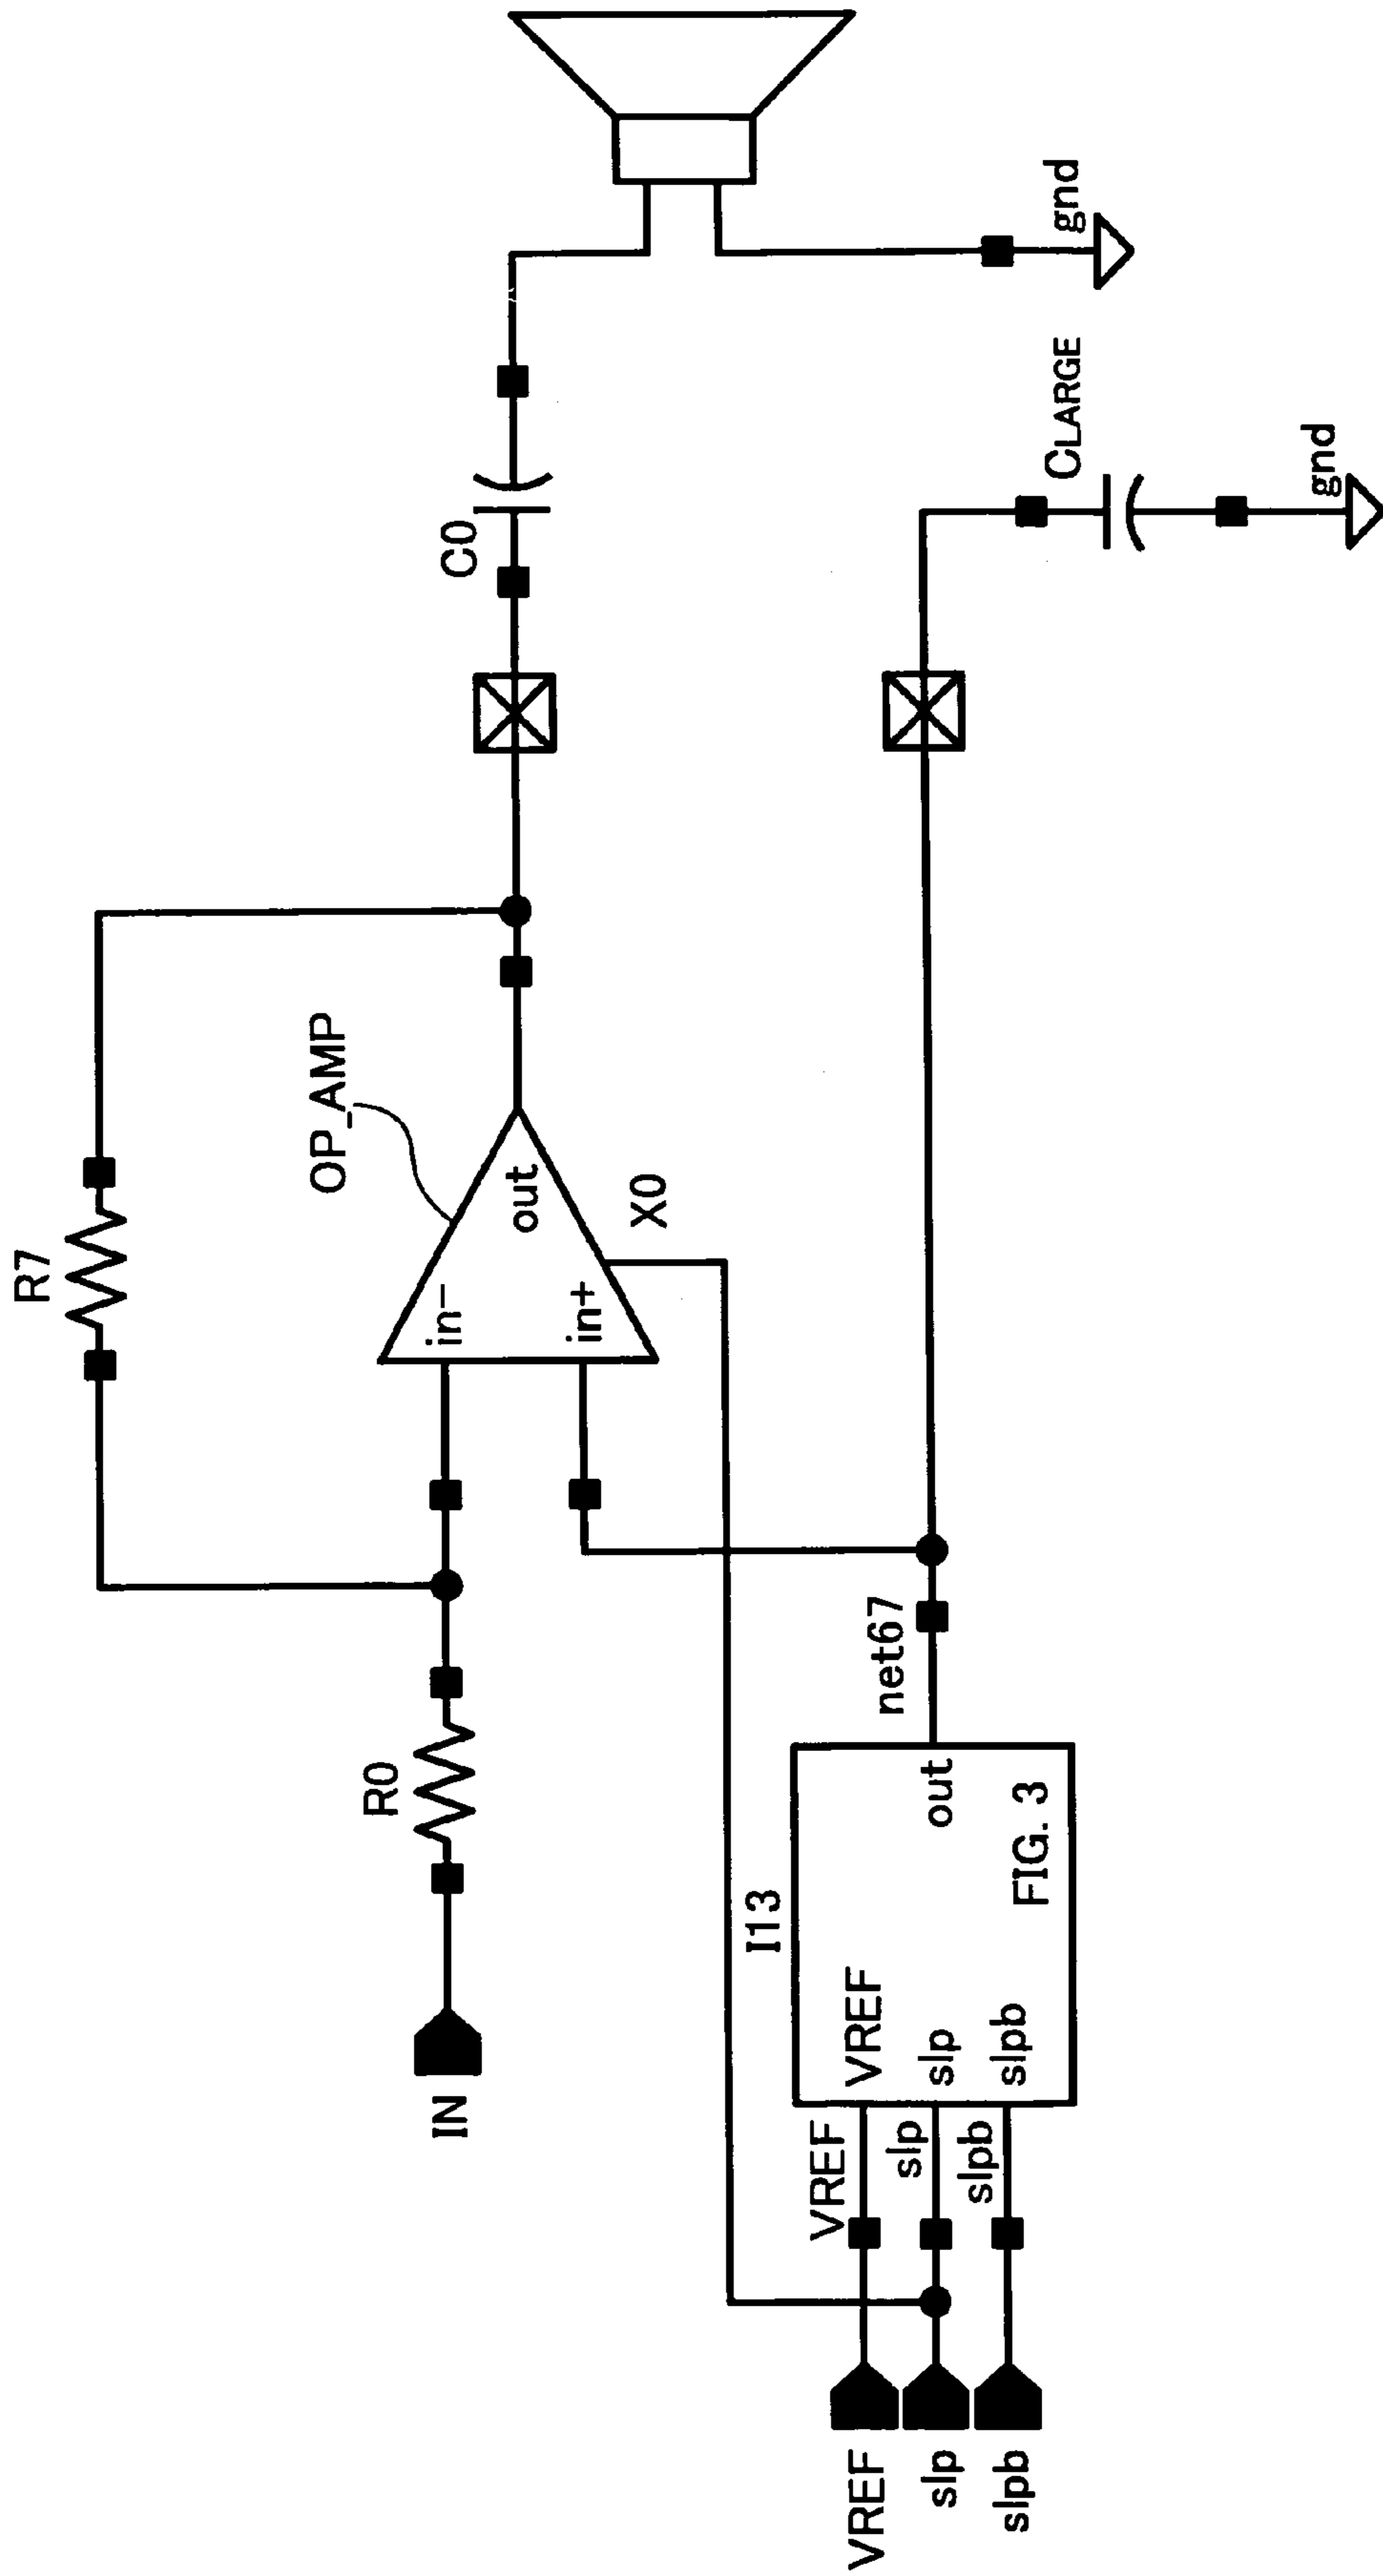 R7
OP_AMP
in−
in+
out
X0
R0
IN
C0
gnd
CLARGE
gnd
net67
I13
VREF
slp
slpb
out
FIG. 3
VREF
slp
slpb
VREF
slp
slpb